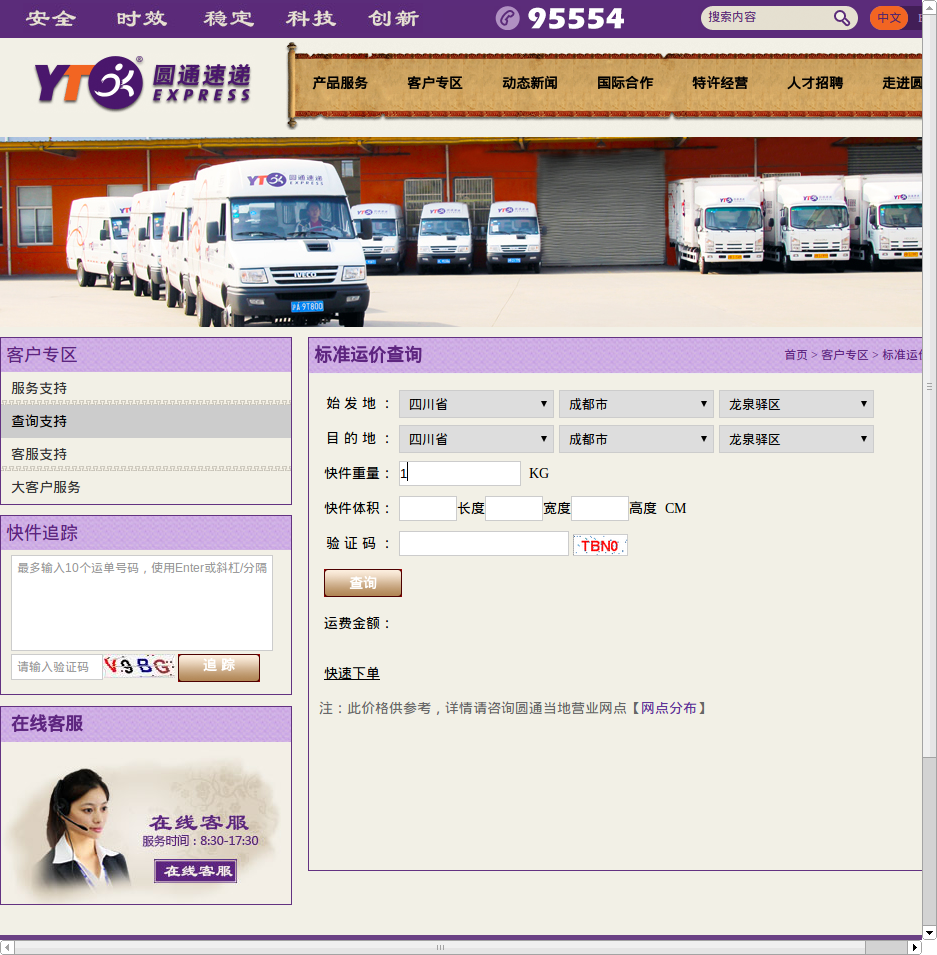 安全 时效 稳定 科技 创新 95554 搜索内容 中文
YTO 圆通速递
EXPRESS
产品服务 客户专区 动态新闻 国际合作 特许经营 人才招聘 走进圆
YTO 圆通速递
EXPRESS
IVECO
沪A 9T800
客户专区
服务支持
查询支持
客服支持
大客户服务
快件追踪
最多输入10个运单号码，使用Enter或斜杠/分隔
请输入验证码 V9BG 追 踪
在线客服
在线客服
服务时间：8:30-17:30
在线客服
标准运价查询 首页 > 客户专区 > 标准运价
始 发 地 ： 四川省 成都市 龙泉驿区
目 的 地 ： 四川省 成都市 龙泉驿区
快件重量： 1 KG
快件体积： 长度 宽度 高度 CM
验 证 码 ： TBN0
查询
运费金额：
快速下单
注：此价格供参考，详情请咨询圆通当地营业网点【网点分布】